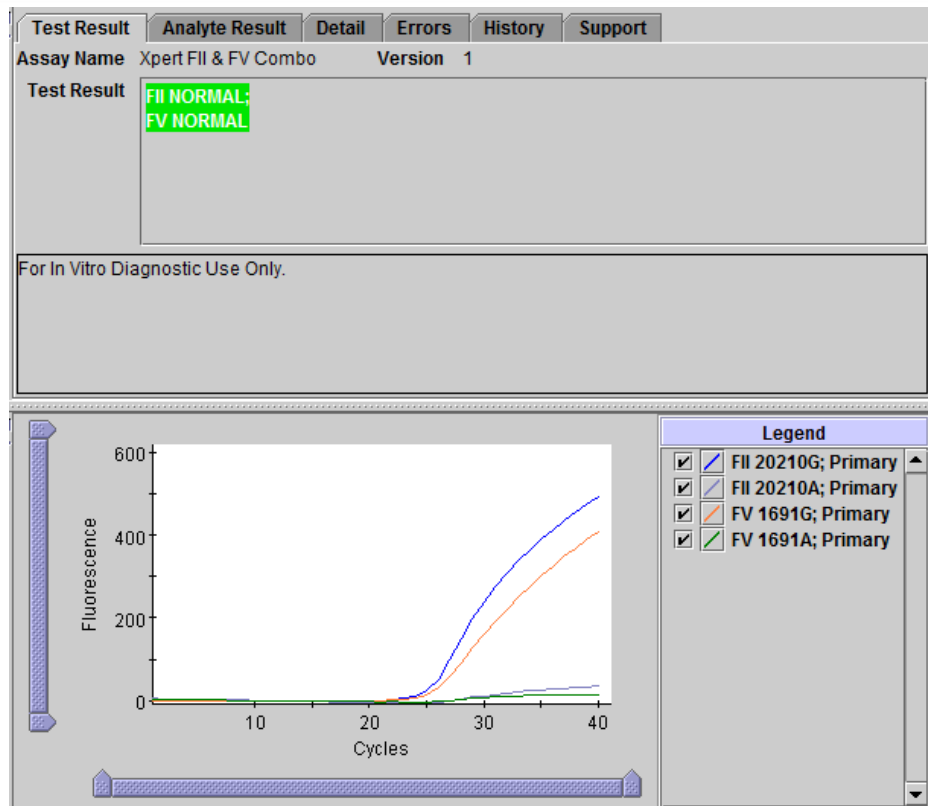 Test Result Analyte Result Detail Errors History Support
Assay Name Xpert FII & FV Combo Version 1
Test Result FII NORMAL;
FV NORMAL
For In Vitro Diagnostic Use Only.
600
400
200
0
Fluorescence
10 20 30 40
Cycles
Legend
FII 20210G; Primary
FII 20210A; Primary
FV 1691G; Primary
FV 1691A; Primary